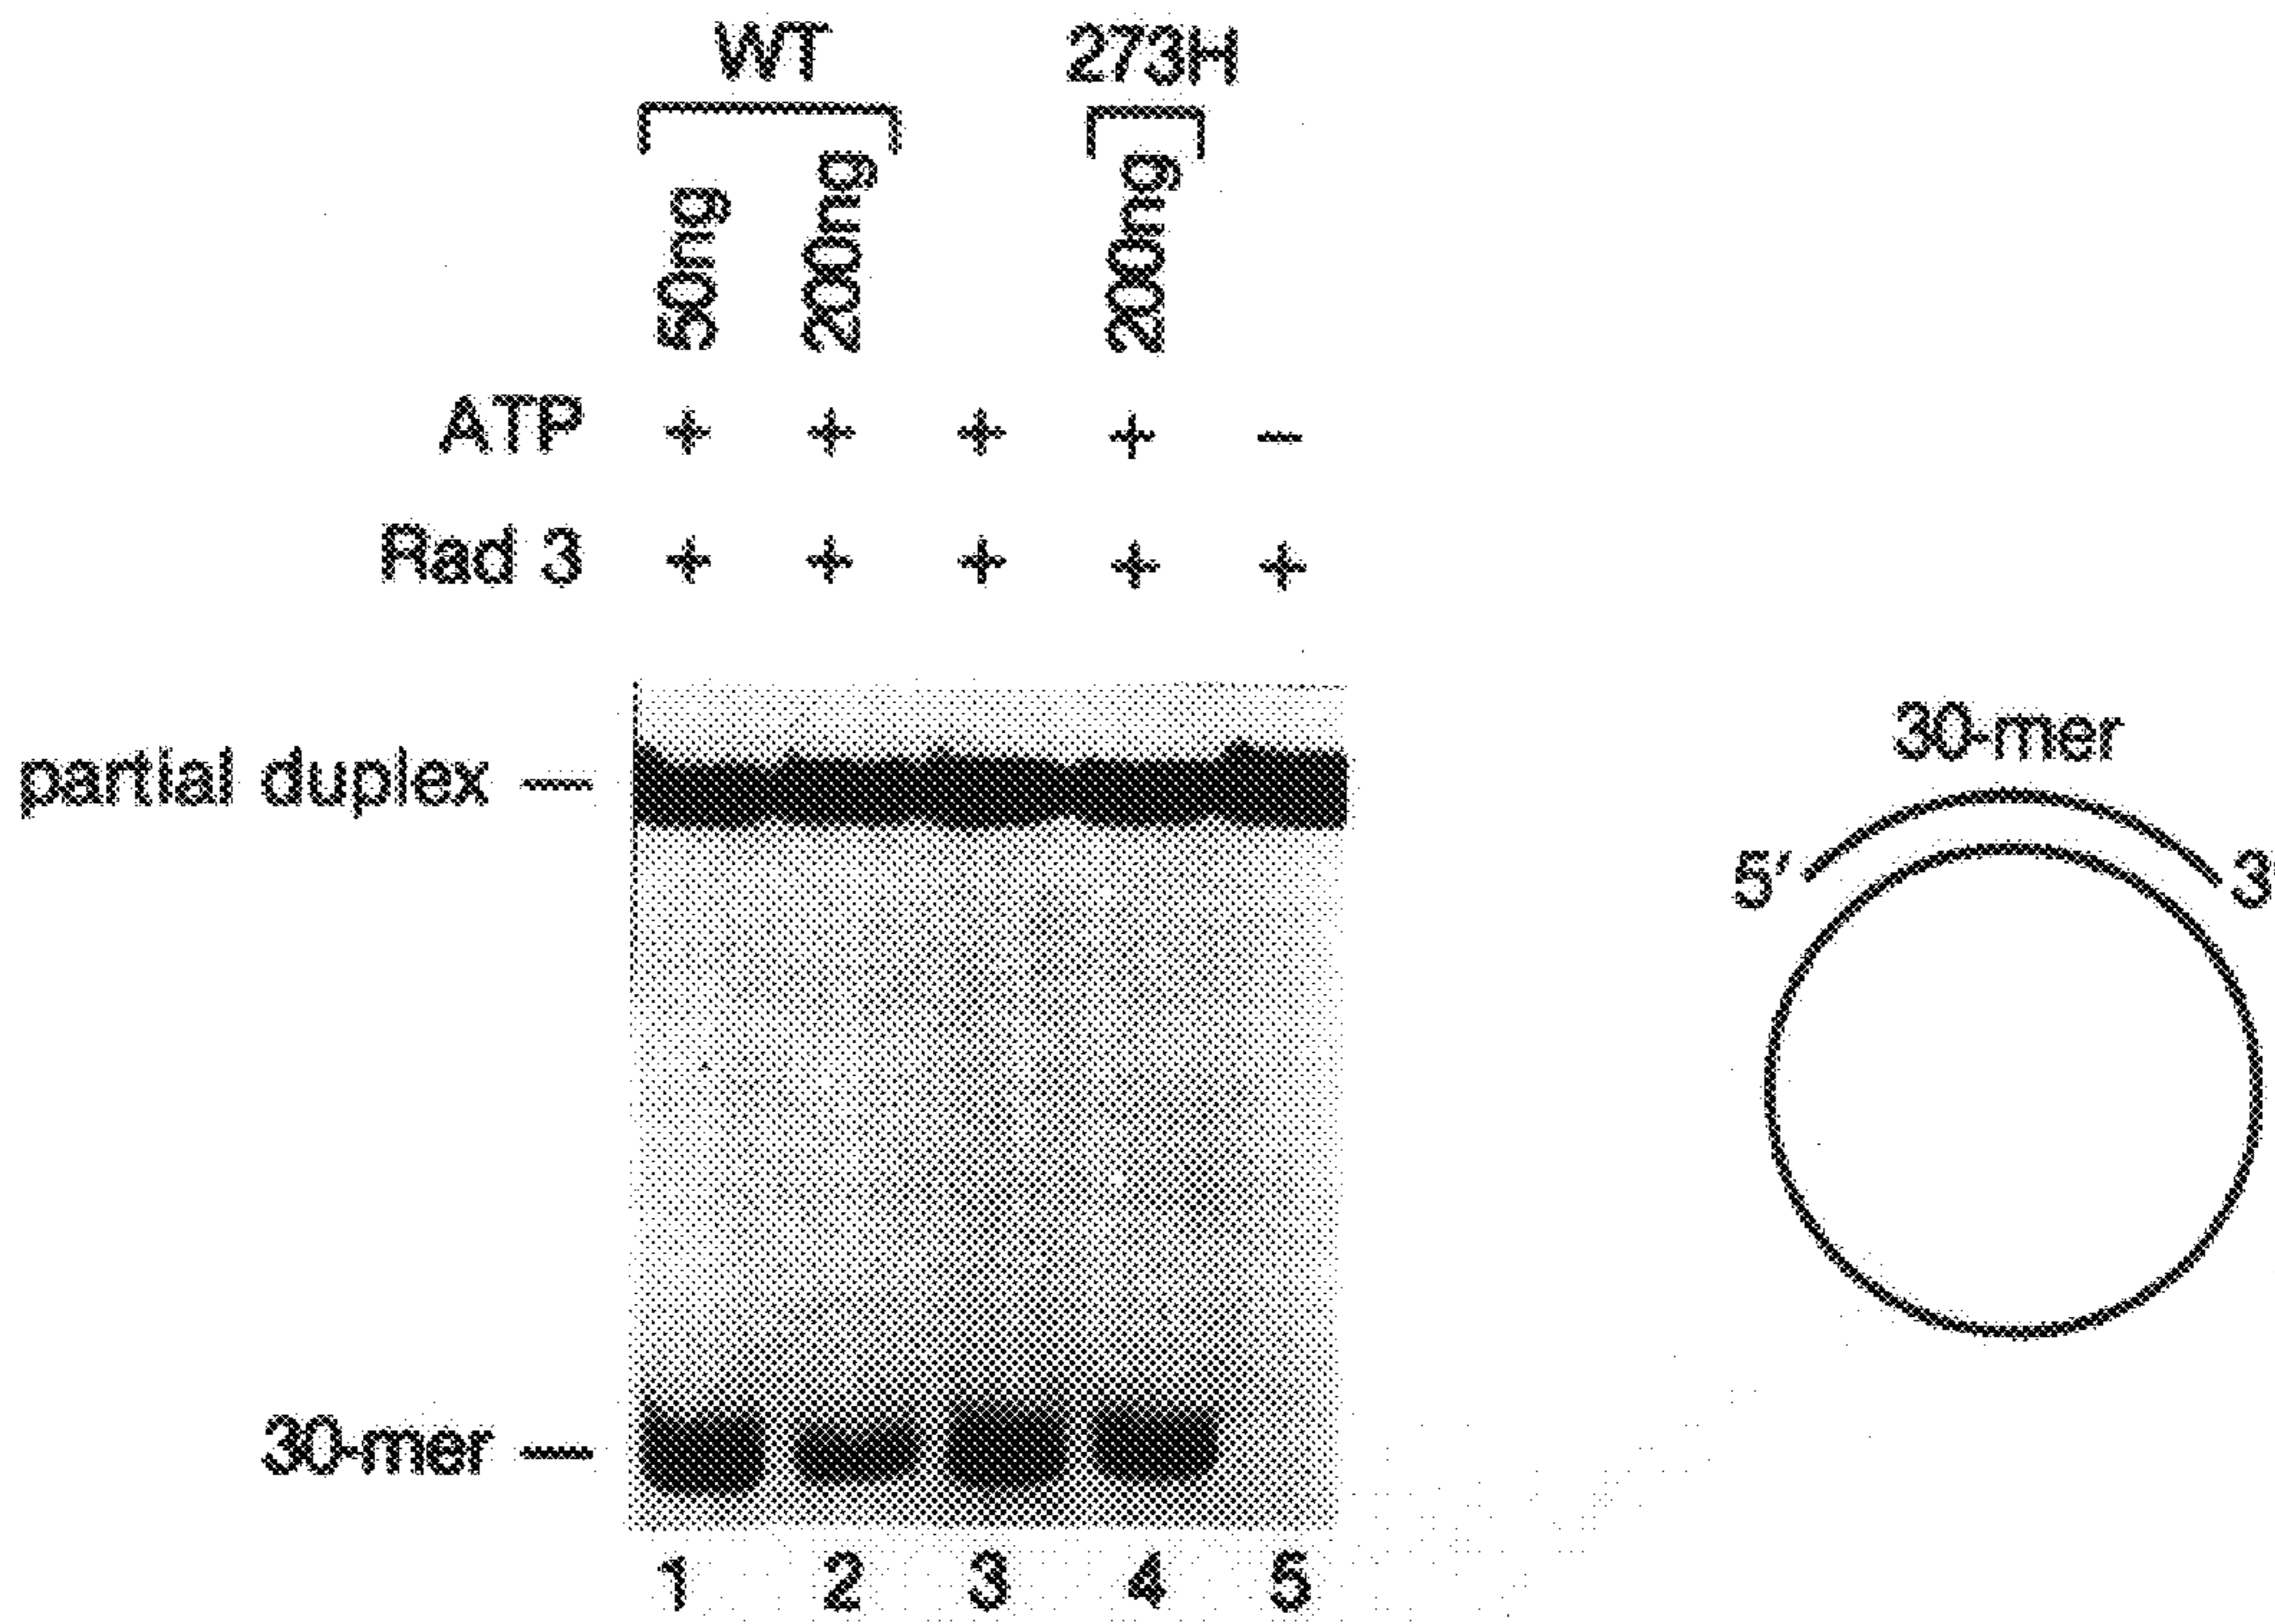 WT 273H
50ng 200ng 200ng
ATP + + + + –
Rad 3 + + + + +
partial duplex —
30-mer
5' 3'
30-mer —
1 2 3 4 5